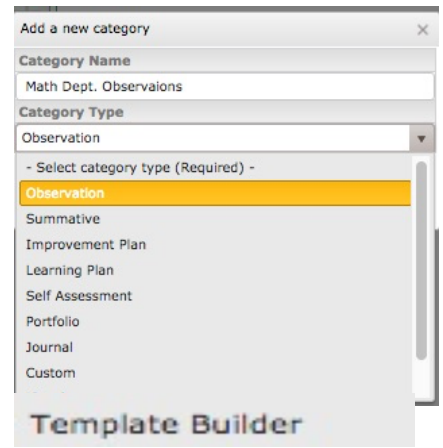 Add a new category
Category Name
Math Dept. Observaions
Category Type
Observation
- Select category type (Required) -
Observation
Summative
Improvement Plan
Learning Plan
Self Assessment
Portfolio
Journal
Custom
Template Builder